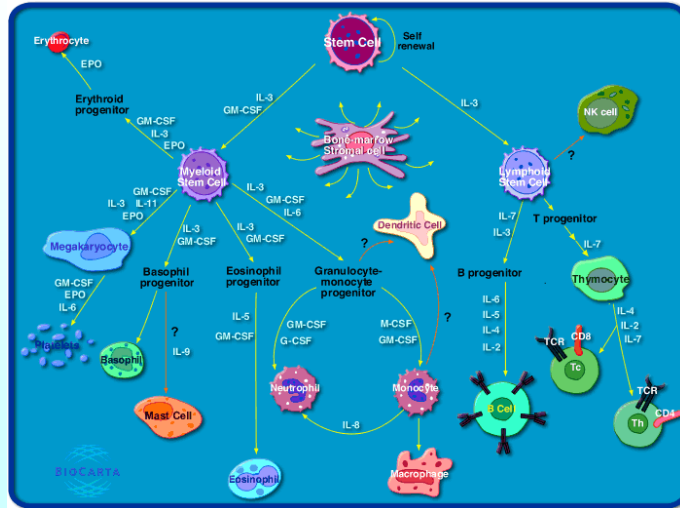 Erythrocyte
EPO
Erythroid
progenitor
GM-CSF
IL-3
EPO
Stem Cell
Self
renewal
IL-3
GM-CSF
IL-3
Bone-marrow
Stromal cell
NK cell
?
Myeloid
Stem Cell
Lymphoid
Stem Cell
GM-CSF
IL-3 IL-11
EPO
Megakaryocyte
GM-CSF
EPO
IL-6
Platelets
IL-3
GM-CSF
Basophil
progenitor
Basophil
?
IL-9
Mast Cell
IL-3
GM-CSF
Eosinophil
progenitor
IL-5
GM-CSF
Eosinophil
IL-3
GM-CSF
IL-6
Granulocyte-
monocyte
progenitor
?
Dendritic Cell
?
GM-CSF
G-CSF
Neutrophil
M-CSF
GM-CSF
Monocyte
IL-8
Macrophage
IL-7
IL-3
B progenitor
IL-6
IL-5
IL-4
IL-2
B Cell
T progenitor
IL-7
Thymocyte
IL-4
IL-2
IL-7
TCR
CD8
Tc
TCR
CD4
Th
BIOCARTA